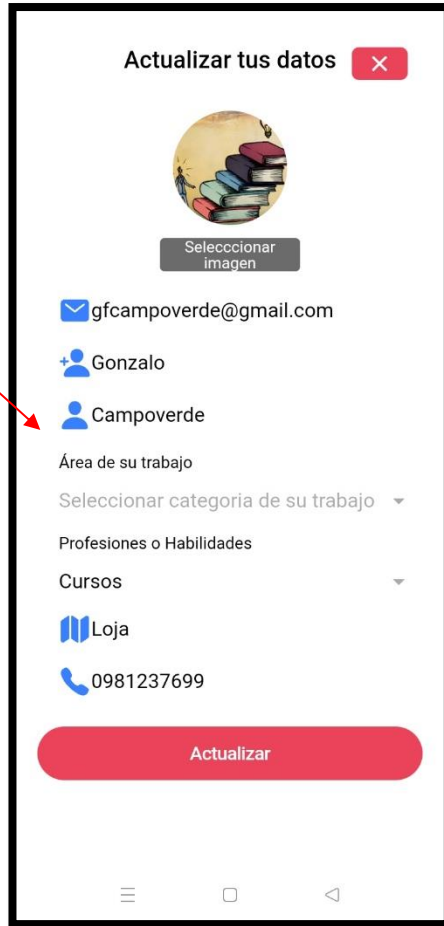 Actualizar tus datos
Selecccionar
imagen
gfcampoverde@gmail.com
Gonzalo
Campoverde
Área de su trabajo
Seleccionar categoria de su trabajo
Profesiones o Habilidades
Cursos
Loja
0981237699
Actualizar